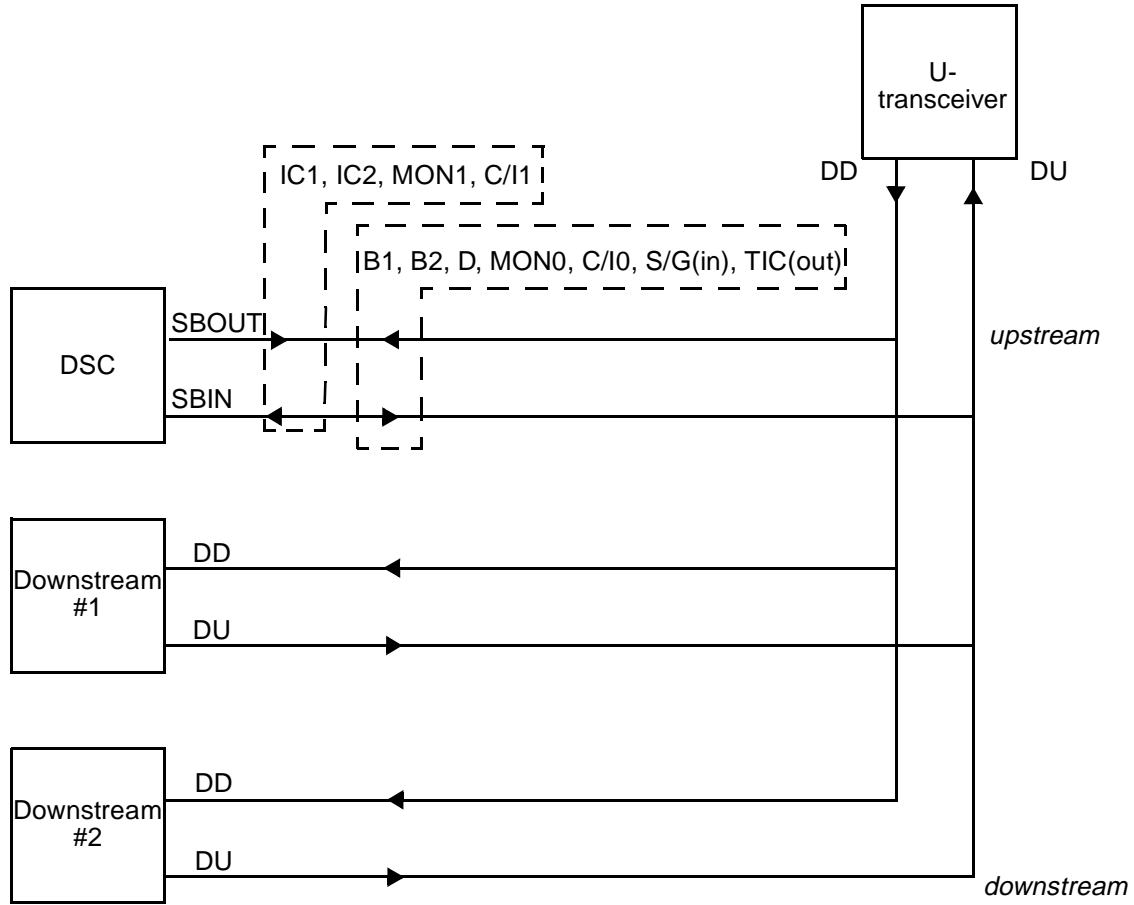 U-
transceiver
DD
DU
IC1, IC2, MON1, C/I1
B1, B2, D, MON0, C/I0, S/G(in), TIC(out)
SBOUT
upstream
DSC
SBIN
DD
Downstream
#1
DU
DD
Downstream
#2
DU
downstream